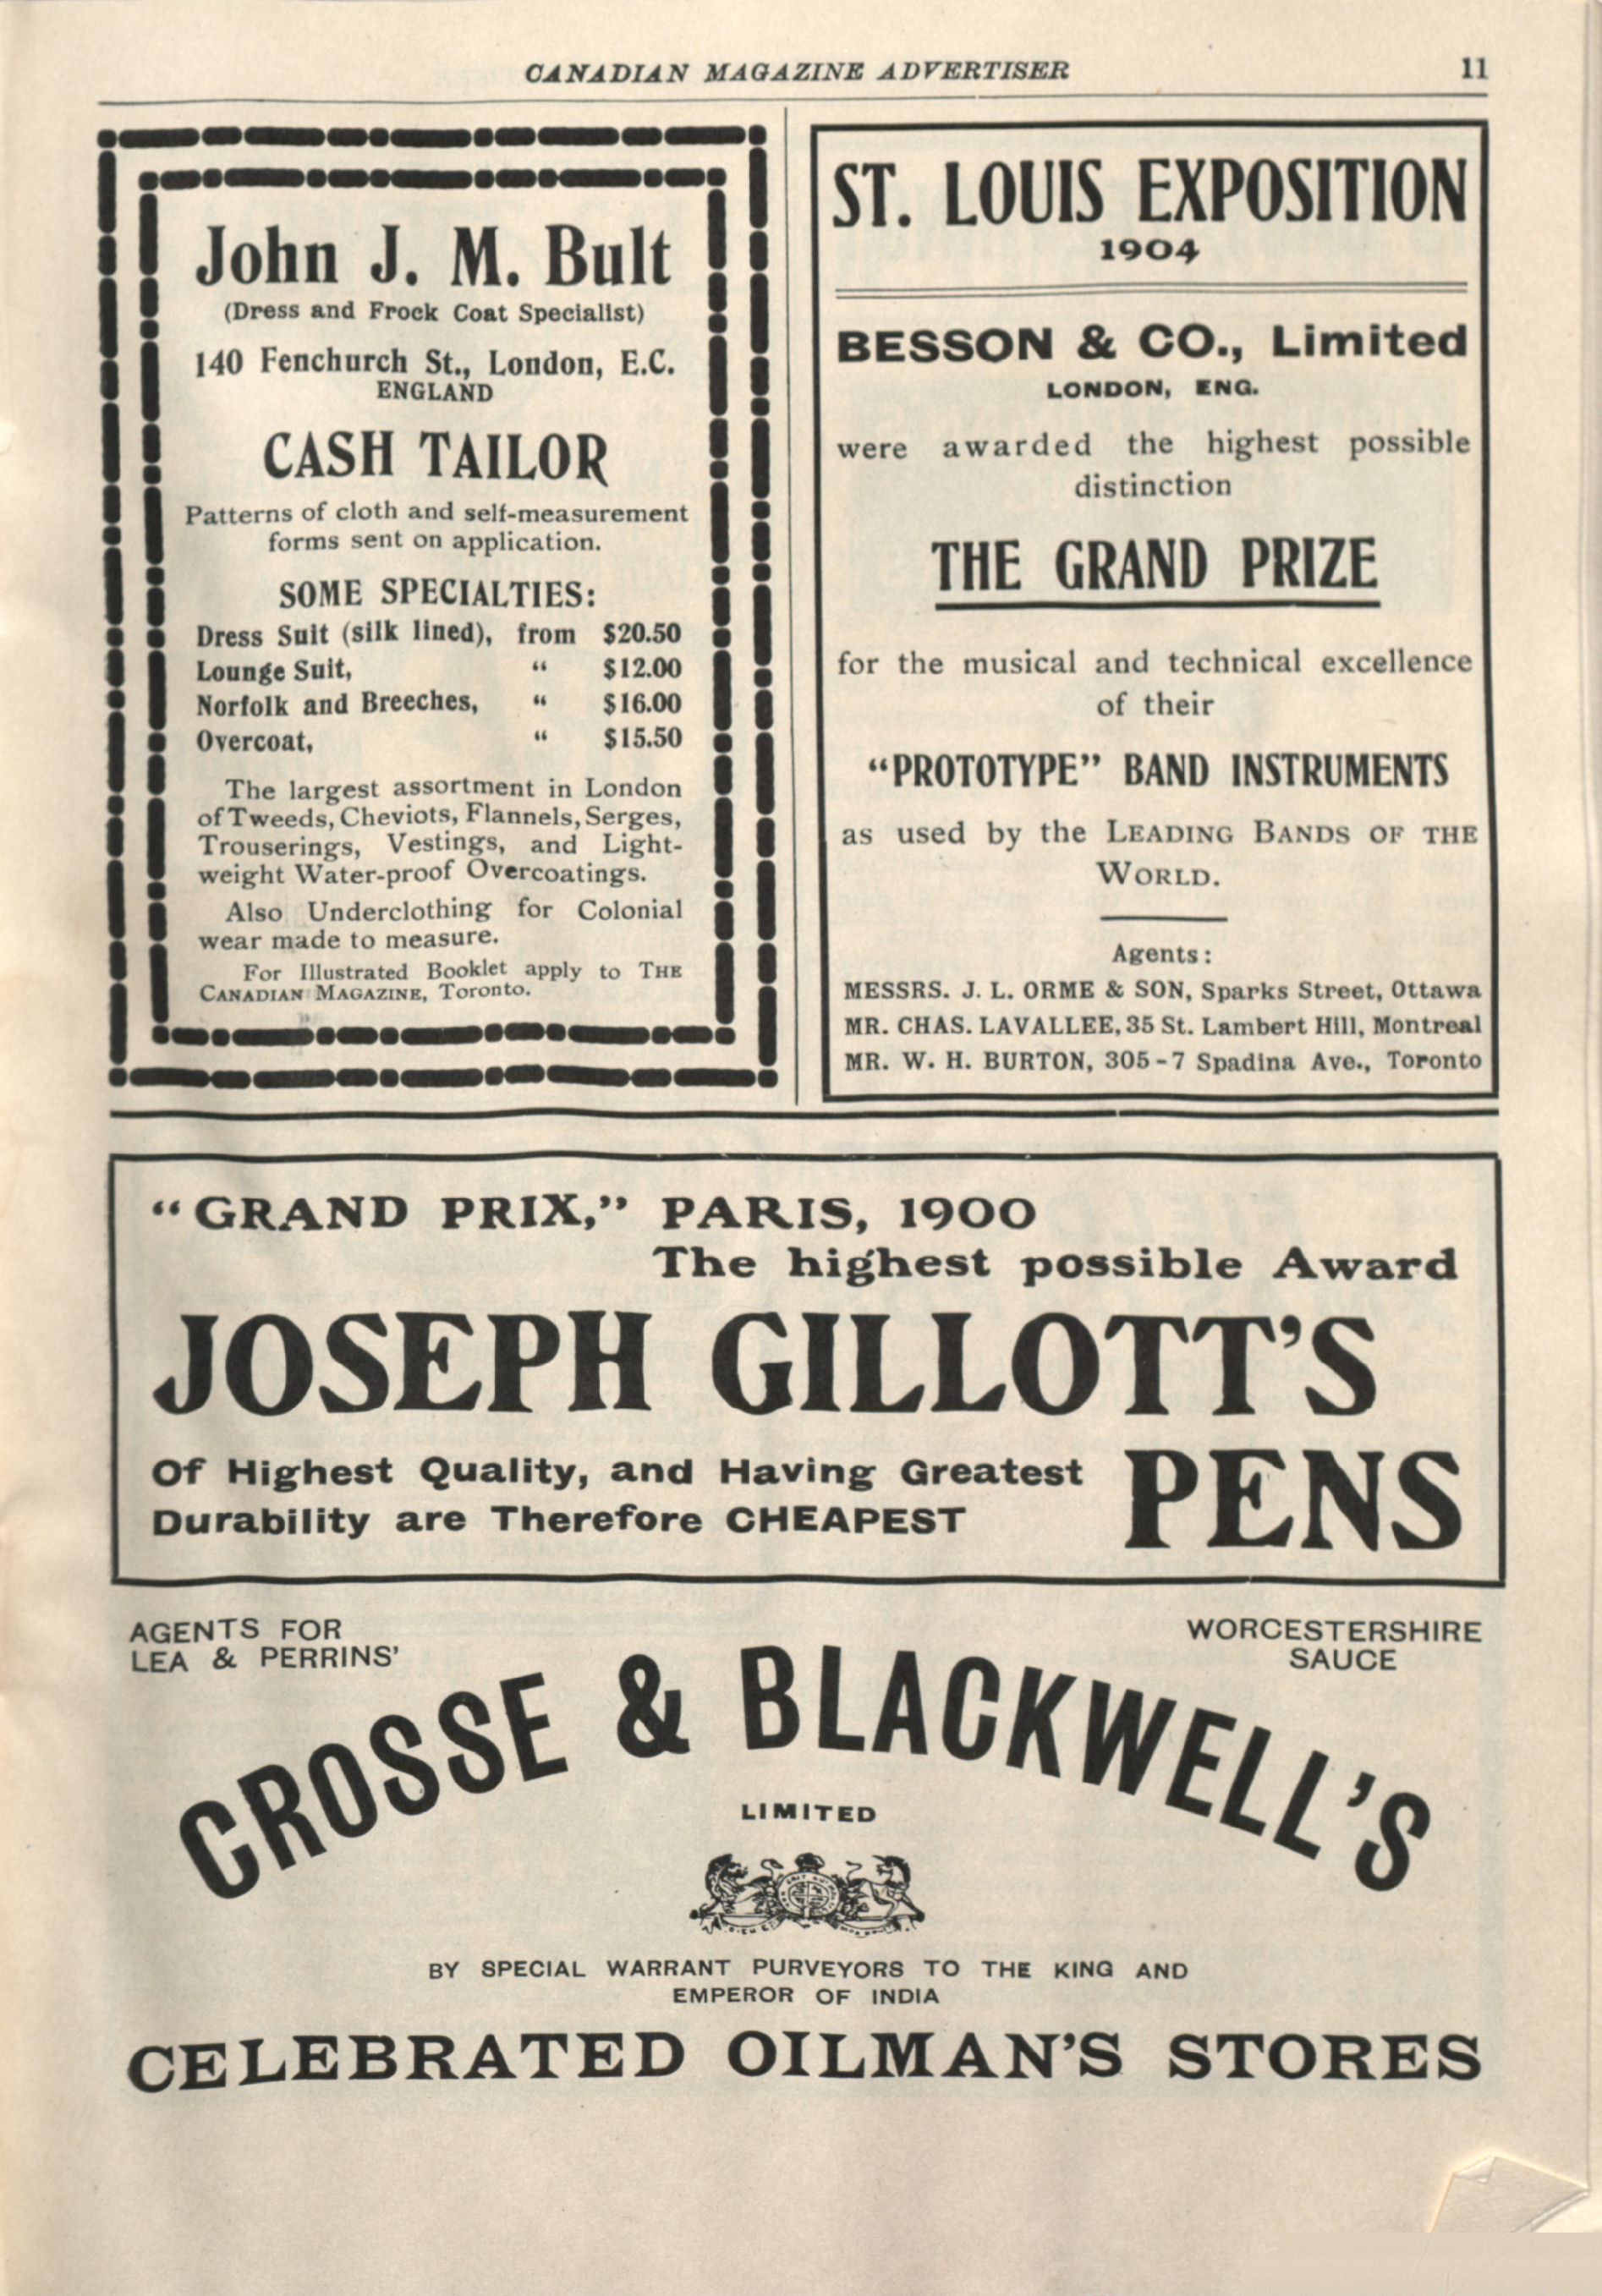 CANADIAN MAGAZINE ADVERTISER
11
John J. M. Bult
(Dress and Frock Coat Specialist)
140 Fenchurch St., London, E.C.
ENGLAND
CASH TAILOR
Patterns of cloth and self-measurement
forms sent on application.
SOME SPECIALTIES:
Dress Suit (silk lined), from $20.50
Lounge Suit, “ $12.00
Norfolk and Breeches, “ $16.00
Overcoat, “ $15.50
The largest assortment in London
of Tweeds, Cheviots, Flannels, Serges,
Trouserings, Vestings, and Light-
weight Water-proof Overcoatings.
Also Underclothing for Colonial
wear made to measure.
For Illustrated Booklet apply to THE
CANADIAN MAGAZINE, Toronto.
ST. LOUIS EXPOSITION
1904
BESSON & CO., Limited
LONDON, ENG.
were awarded the highest possible
distinction
THE GRAND PRIZE
for the musical and technical excellence
of their
“PROTOTYPE” BAND INSTRUMENTS
as used by the LEADING BANDS OF THE
WORLD.
Agents:
MESSRS. J. L. ORME & SON, Sparks Street, Ottawa
MR. CHAS. LAVALLEE, 35 St. Lambert Hill, Montreal
MR. W. H. BURTON, 305-7 Spadina Ave., Toronto
“GRAND PRIX,” PARIS, 1900
The highest possible Award
JOSEPH GILLOTT’S
Of Highest Quality, and Having Greatest
Durability are Therefore CHEAPEST
PENS
AGENTS FOR
LEA & PERRINS’
WORCESTERSHIRE
SAUCE
CROSSE & BLACKWELL’S
LIMITED
BY SPECIAL WARRANT PURVEYORS TO THE KING AND
EMPEROR OF INDIA
CELEBRATED OILMAN’S STORES